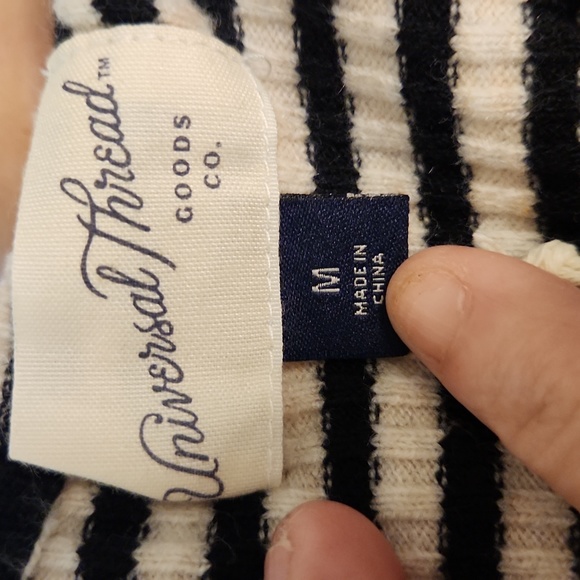 Universal Thread™
GOODS
CO.
M
MADE IN
CHINA